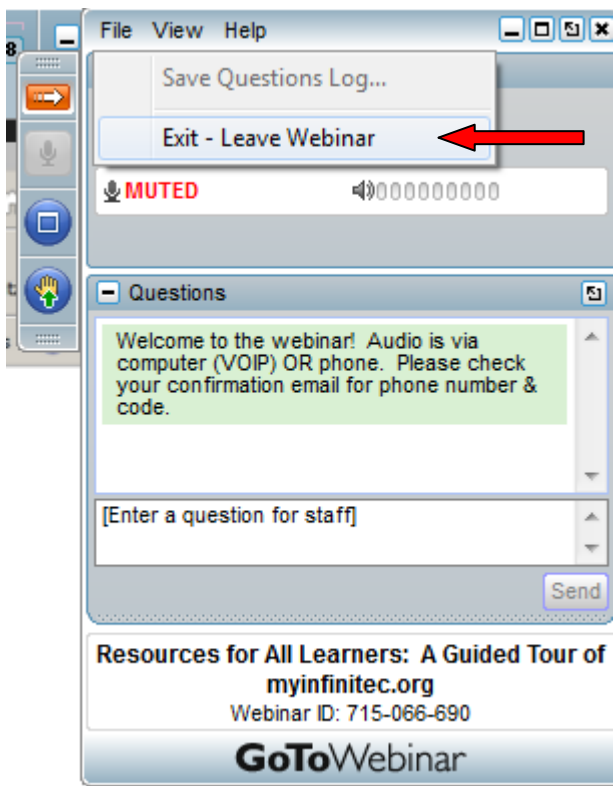 8
File View Help
Save Questions Log...
Exit - Leave Webinar
MUTED 000000000
Questions
Welcome to the webinar! Audio is via
computer (VOIP) OR phone. Please check
your confirmation email for phone number &
code.
[Enter a question for staff]
Send
Resources for All Learners: A Guided Tour of
myinfinitec.org
Webinar ID: 715-066-690
GoToWebinar